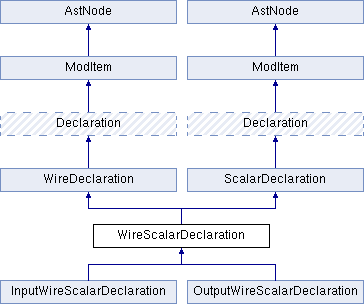 AstNode AstNode
ModItem ModItem
Declaration Declaration
WireDeclaration ScalarDeclaration
WireScalarDeclaration
InputWireScalarDeclaration OutputWireScalarDeclaration